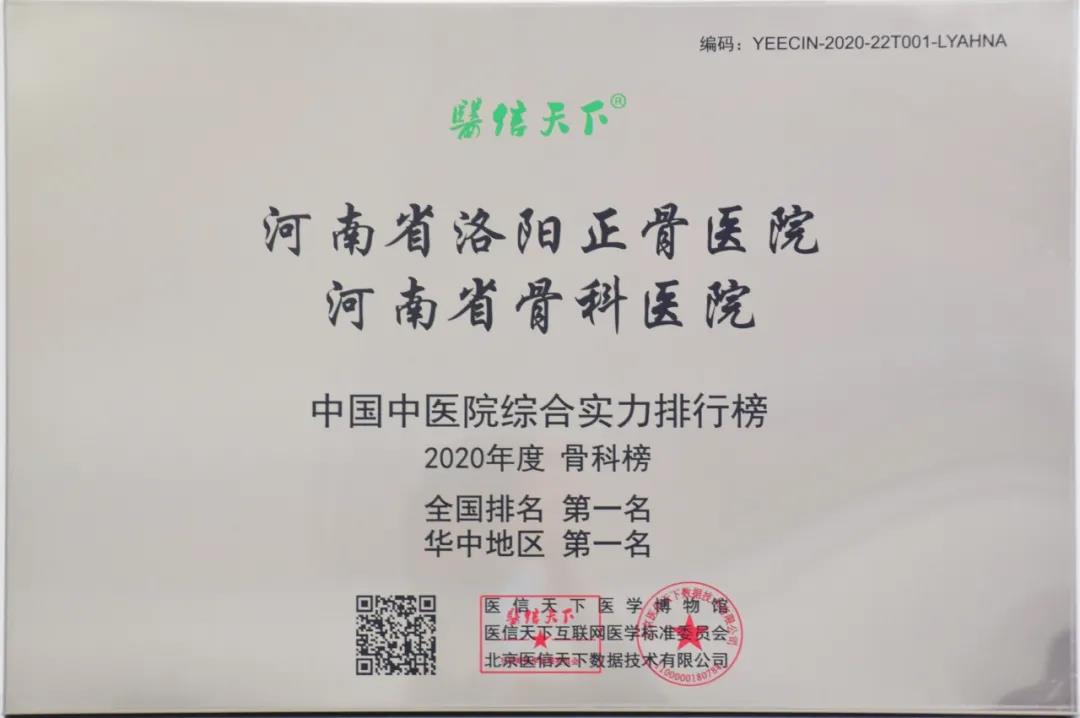 编码：YEECIN-2020-22T001-LYAHNA
醫信天下®
河南省洛阳正骨医院
河南省骨科医院
中国中医院综合实力排行榜
2020年度 骨科榜
全国排名 第一名
华中地区 第一名
医信天下医学博物馆
医信天下互联网医学标准委员会
北京医信天下数据技术有限公司
醫信天下